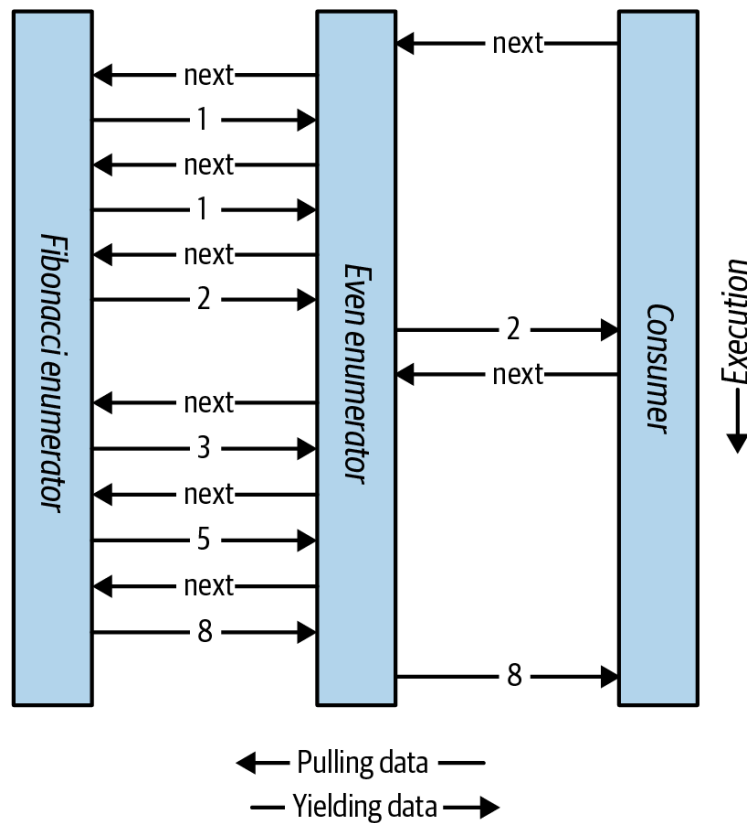 next
next
1
next
1
next
2
2
next
next
3
next
5
next
8
8
Fibonacci enumerator
Even enumerator
Consumer
Execution
Pulling data
Yielding data